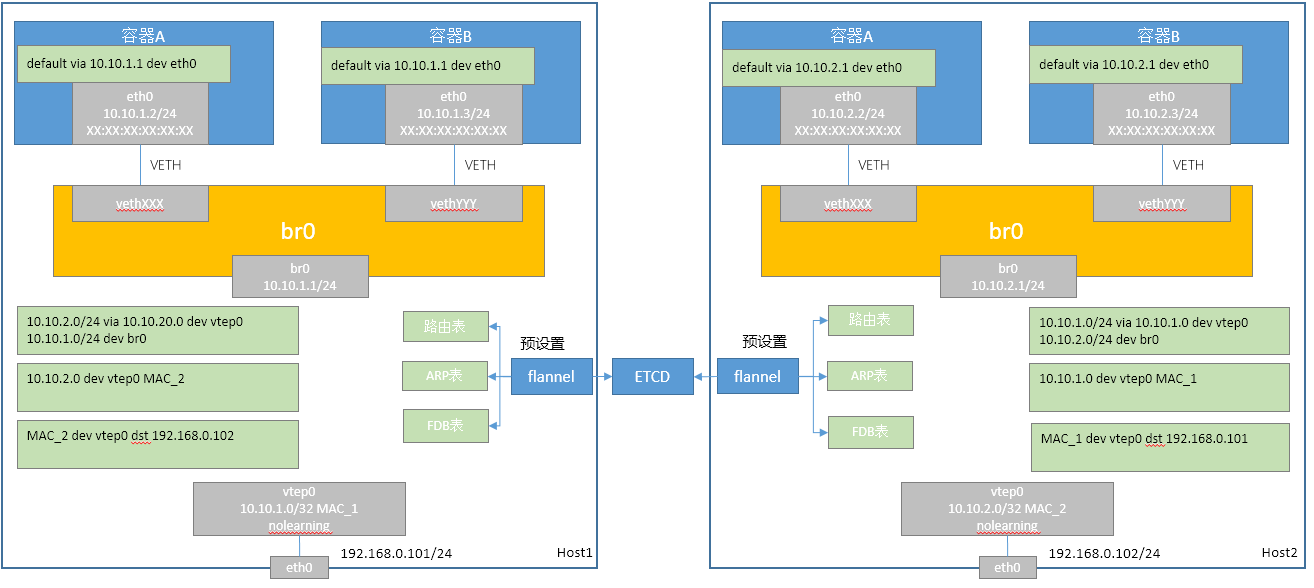 容器A
default via 10.10.1.1 dev eth0
eth0
10.10.1.2/24
XX:XX:XX:XX:XX:XX
VETH
容器B
default via 10.10.1.1 dev eth0
eth0
10.10.1.3/24
XX:XX:XX:XX:XX:XX
VETH
vethXXX
vethYYY
br0
br0
10.10.1.1/24
10.10.2.0/24 via 10.10.20.0 dev vtep0
10.10.1.0/24 dev br0
10.10.2.0 dev vtep0 MAC_2
MAC_2 dev vtep0 dst 192.168.0.102
路由表
ARP表
FDB表
预设置
flannel
vtep0
10.10.1.0/32 MAC_1
nolearning
192.168.0.101/24
Host1
eth0
ETCD
容器A
default via 10.10.2.1 dev eth0
eth0
10.10.2.2/24
XX:XX:XX:XX:XX:XX
VETH
容器B
default via 10.10.2.1 dev eth0
eth0
10.10.2.3/24
XX:XX:XX:XX:XX:XX
VETH
vethXXX
vethYYY
br0
br0
10.10.2.1/24
预设置
flannel
路由表
ARP表
FDB表
10.10.1.0/24 via 10.10.1.0 dev vtep0
10.10.2.0/24 dev br0
10.10.1.0 dev vtep0 MAC_1
MAC_1 dev vtep0 dst 192.168.0.101
vtep0
10.10.2.0/32 MAC_2
nolearning
192.168.0.102/24
Host2
eth0